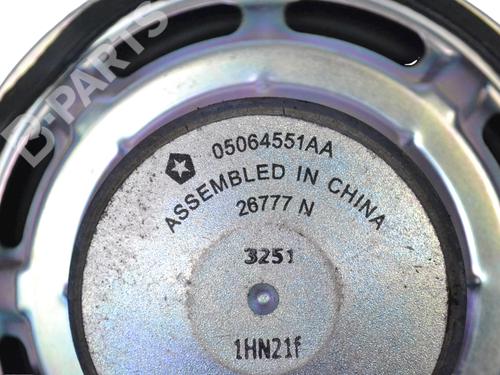 B-PARTS
05064551AA
ASSEMBLED IN CHINA
26777 N
3251
1HN21f